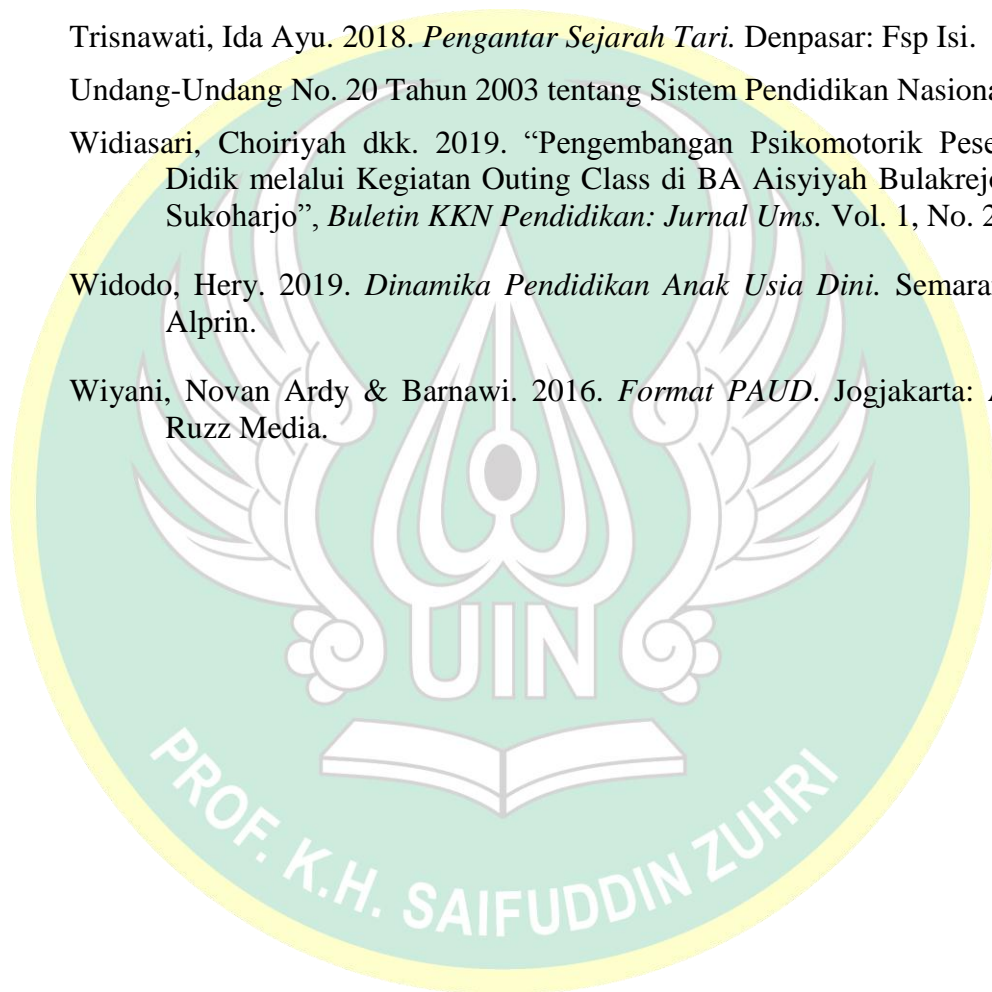 Trisnawati, Ida Ayu. 2018. Pengantar Sejarah Tari. Denpasar: Fsp Isi.
Undang-Undang No. 20 Tahun 2003 tentang Sistem Pendidikan Nasiona
Widiasari, Choiriyah dkk. 2019. “Pengembangan Psikomotorik Pese
Didik melalui Kegiatan Outing Class di BA Aisyiyah Bulakrejo
Sukoharjo”, Buletin KKN Pendidikan: Jurnal Ums. Vol. 1, No. 2
Widodo, Hery. 2019. Dinamika Pendidikan Anak Usia Dini. Semara
Alprin.
Wiyani, Novan Ardy & Barnawi. 2016. Format PAUD. Jogjakarta:
Ruzz Media.
UIN
PROF. K.H. SAIFUDDIN ZUHRI